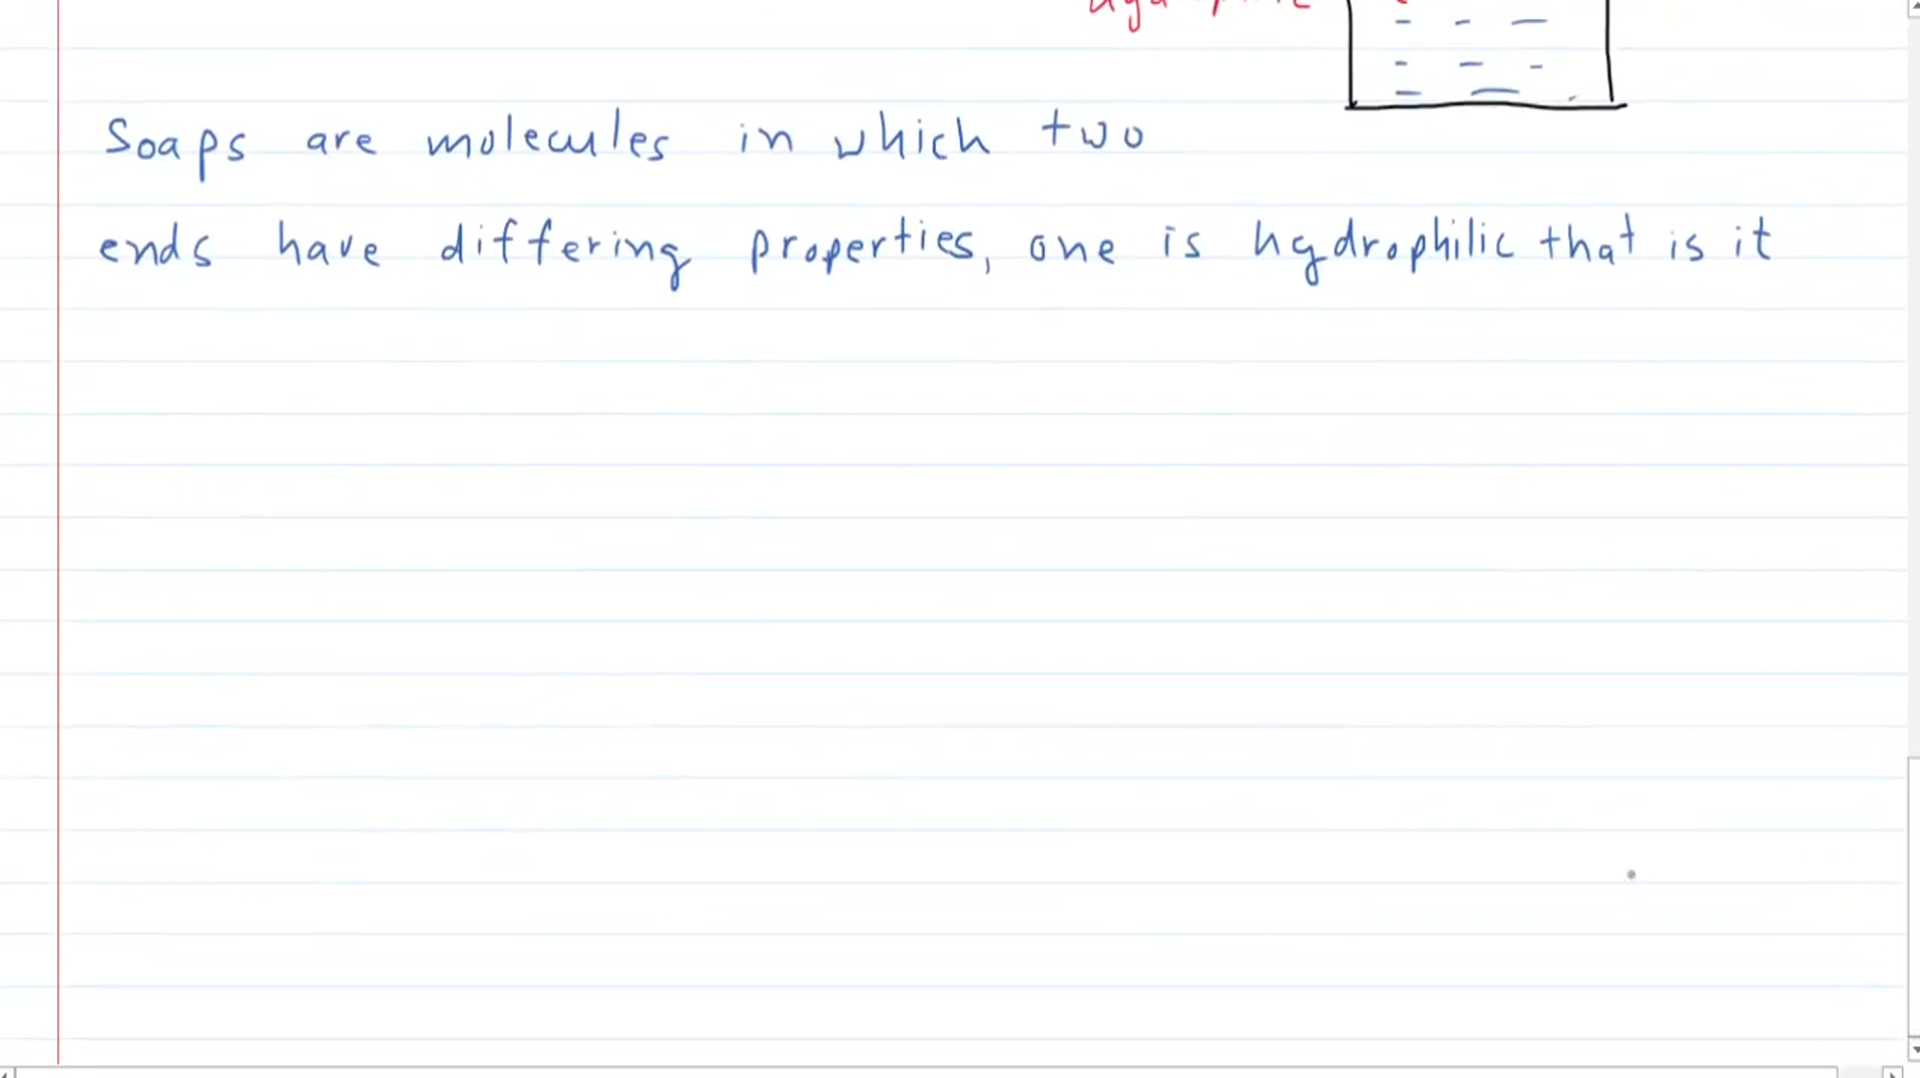 Soaps are molecules in which two
ends have differing properties, one is hydrophilic that is it